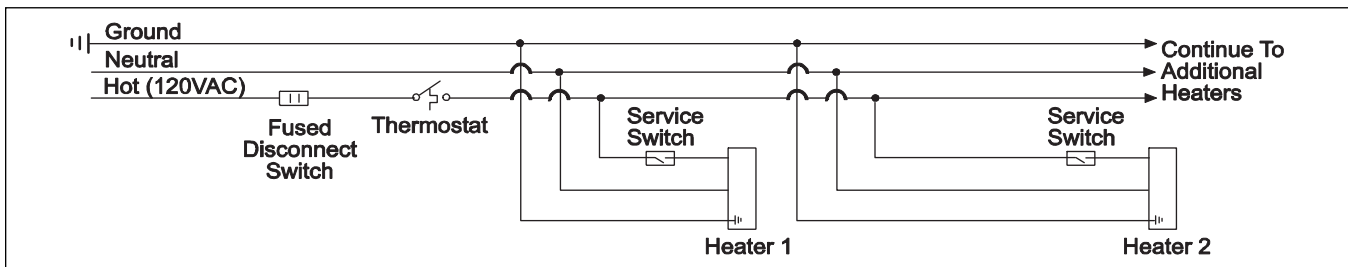 Ground
Neutral
Hot (120VAC)
Fused
Disconnect
Switch
Thermostat
Service
Switch
Heater 1
Service
Switch
Heater 2
Continue To
Additional
Heaters